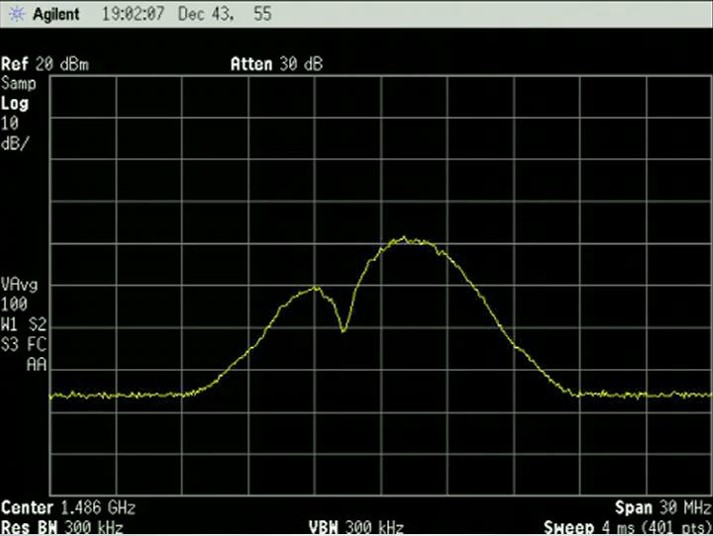 Agilent 19:02:07 Dec 43, 55
Ref 20 dBm Atten 30 dB
Samp
Log
10
dB/
VAvg
100
W1 S2
S3 FC
AA
Center 1.486 GHz Span 30 MHz
Res BW 300 kHz VBW 300 kHz Sweep 4 ms (401 pts)